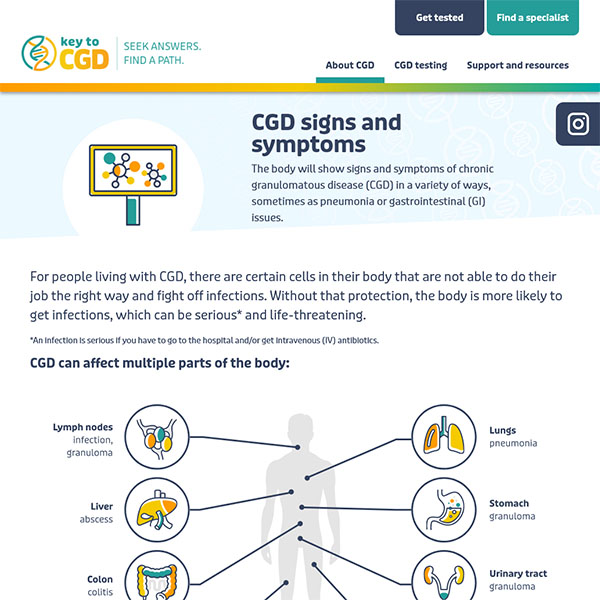 Get tested
Find a specialist
key to
CGD
SEEK ANSWERS.
FIND A PATH.
About CGD
CGD testing
Support and resources
CGD signs and
symptoms
The body will show signs and symptoms of chronic
granulomatous disease (CGD) in a variety of ways,
sometimes as pneumonia or gastrointestinal (GI)
issues.
For people living with CGD, there are certain cells in their body that are not able to do their
job the right way and fight off infections. Without that protection, the body is more likely to
get infections, which can be serious* and life-threatening.
*An infection is serious if you have to go to the hospital and/or get intravenous (IV) antibiotics.
CGD can affect multiple parts of the body:
Lymph nodes
infection,
granuloma
Lungs
pneumonia
Liver
abscess
Stomach
granuloma
Colon
colitis
Urinary tract
granuloma